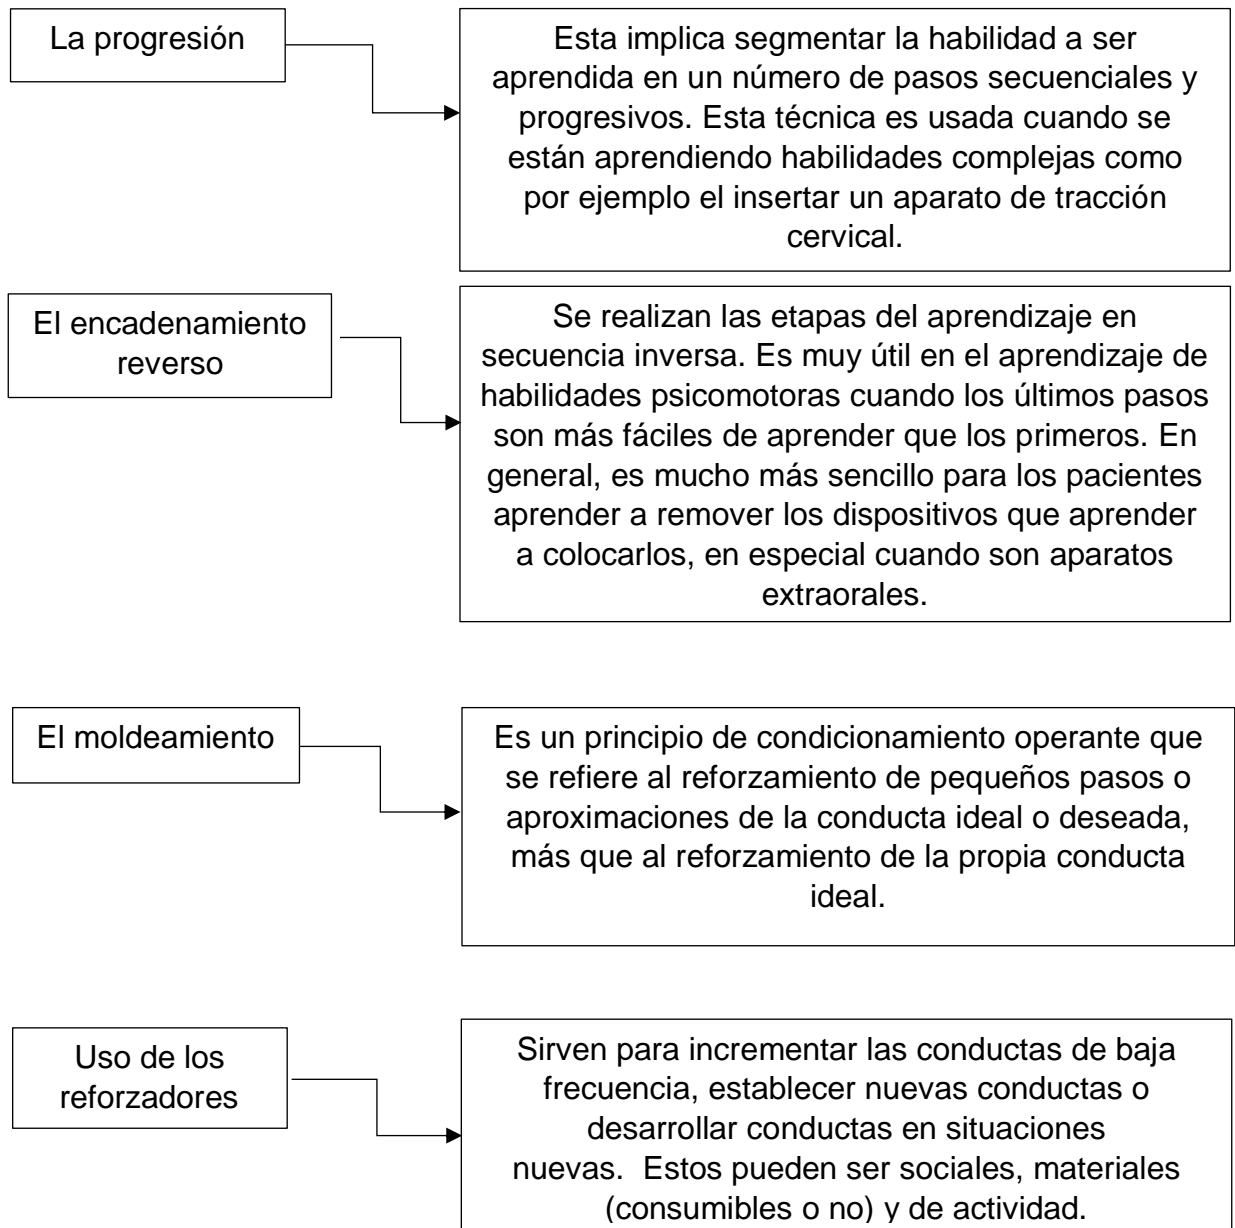 La progresión
Esta implica segmentar la habilidad a ser
aprendida en un número de pasos secuenciales y
progresivos. Esta técnica es usada cuando se
están aprendiendo habilidades complejas como
por ejemplo el insertar un aparato de tracción
cervical.
El encadenamiento
reverso
Se realizan las etapas del aprendizaje en
secuencia inversa. Es muy útil en el aprendizaje de
habilidades psicomotoras cuando los últimos pasos
son más fáciles de aprender que los primeros. En
general, es mucho más sencillo para los pacientes
aprender a remover los dispositivos que aprender
a colocarlos, en especial cuando son aparatos
extraorales.
El moldeamiento
Es un principio de condicionamiento operante que
se refiere al reforzamiento de pequeños pasos o
aproximaciones de la conducta ideal o deseada,
más que al reforzamiento de la propia conducta
ideal.
Uso de los
reforzadores
Sirven para incrementar las conductas de baja
frecuencia, establecer nuevas conductas o
desarrollar conductas en situaciones
nuevas.  Estos pueden ser sociales, materiales
(consumibles o no) y de actividad.